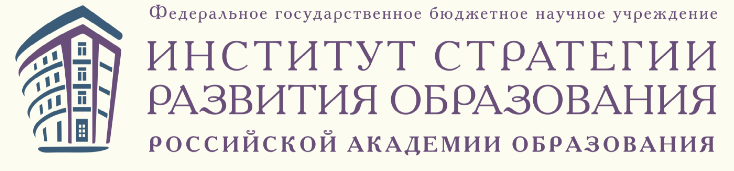 Федеральное государственное бюджетное научное учреждение
ИНСТИТУТ СТРАТЕГИИ
РАЗВИТИЯ ОБРАЗОВАНИЯ
РОССИЙСКОЙ АКАДЕМИИ ОБРАЗОВАНИЯ